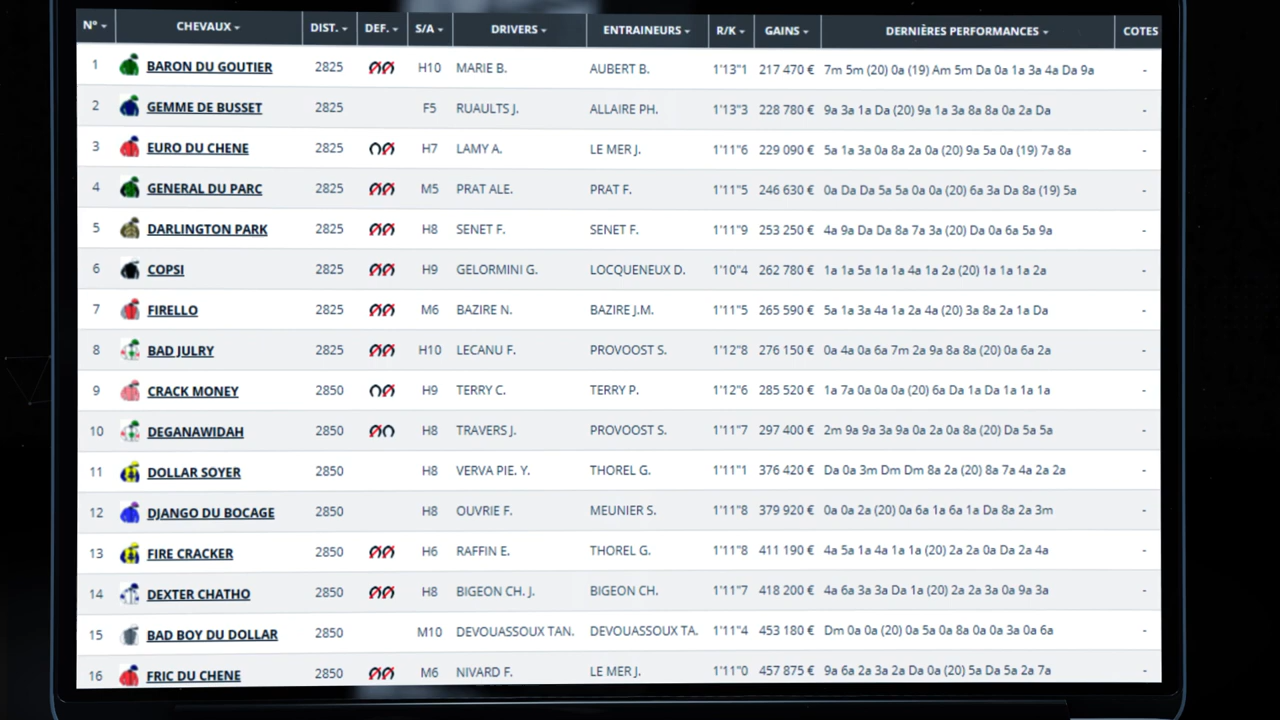 N° CHEVAUX DIST. DEF. S/A DRIVERS ENTRAINEURS R/K GAINS DERNIÈRES PERFORMANCES COTES
1 BARON DU GOUTIER 2825 H10 MARIE B. AUBERT B. 1'13"1 217 470 € 7m 5m (20) 0a (19) Am 5m Da 0a 1a 3a 4a Da 9a -
2 GEMME DE BUSSET 2825 F5 RUAULTS J. ALLAIRE PH. 1'13"3 228 780 € 9a 3a 1a Da (20) 9a 1a 3a 8a 8a 0a 2a Da -
3 EURO DU CHENE 2825 H7 LAMY A. LE MER J. 1'11"6 229 090 € 5a 1a 3a 0a 8a 2a 0a (20) 9a 5a 0a (19) 7a 8a -
4 GENERAL DU PARC 2825 M5 PRAT ALE. PRAT F. 1'11"5 246 630 € 0a Da Da 5a 5a 0a 0a (20) 6a 3a Da 8a (19) 5a -
5 DARLINGTON PARK 2825 H8 SENET F. SENET F. 1'11"9 253 250 € 4a 9a Da Da 8a 7a 3a (20) Da 0a 6a 5a 9a -
6 COPSI 2825 H9 GELORMINI G. LOCQUENEUX D. 1'10"4 262 780 € 1a 1a 5a 1a 1a 4a 1a 2a (20) 1a 1a 1a 2a -
7 FIRELLO 2825 M6 BAZIRE N. BAZIRE J.M. 1'11"5 265 590 € 5a 1a 3a 4a 1a 2a 4a (20) 3a 8a 2a 1a Da -
8 BAD JULRY 2825 H10 LECANU F. PROVOOST S. 1'12"8 276 150 € 0a 4a 0a 6a 7m 2a 9a 8a 8a (20) 0a 6a 2a -
9 CRACK MONEY 2850 H9 TERRY C. TERRY P. 1'12"6 285 520 € 1a 7a 0a 0a 0a (20) 6a Da 1a Da 1a 1a 1a -
10 DEGANAWIDAH 2850 H8 TRAVERS J. PROVOOST S. 1'11"7 297 400 € 2m 9a 9a 3a 9a 0a 2a 0a 8a (20) Da 5a 5a -
11 DOLLAR SOYER 2850 H8 VERVA PIE. Y. THOREL G. 1'11"1 376 420 € Da 0a 3m Dm Dm 8a 2a (20) 8a 7a 4a 2a 2a -
12 DJANGO DU BOCAGE 2850 H8 OUVRIE F. MEUNIER S. 1'11"8 379 920 € 0a 0a 2a (20) 0a 6a 1a 6a 1a Da 8a 2a 3m -
13 FIRE CRACKER 2850 H6 RAFFIN E. THOREL G. 1'11"8 411 190 € 4a 5a 1a 4a 1a 1a (20) 2a 2a 0a Da 2a 4a -
14 DEXTER CHATHO 2850 H8 BIGEON CH. J. BIGEON CH. 1'11"7 418 200 € 4a 6a 3a 3a Da 1a (20) 2a 2a 3a 0a 9a 3a -
15 BAD BOY DU DOLLAR 2850 M10 DEVOUASSOUX TAN. DEVOUASSOUX TA. 1'11"4 453 180 € Dm 0a 0a (20) 0a 5a 0a 8a 0a 0a 3a 0a 6a -
16 FRIC DU CHENE 2850 M6 NIVARD F. LE MER J. 1'11"0 457 875 € 9a 6a 2a 3a 2a Da 0a (20) 5a Da 5a 2a 7a -